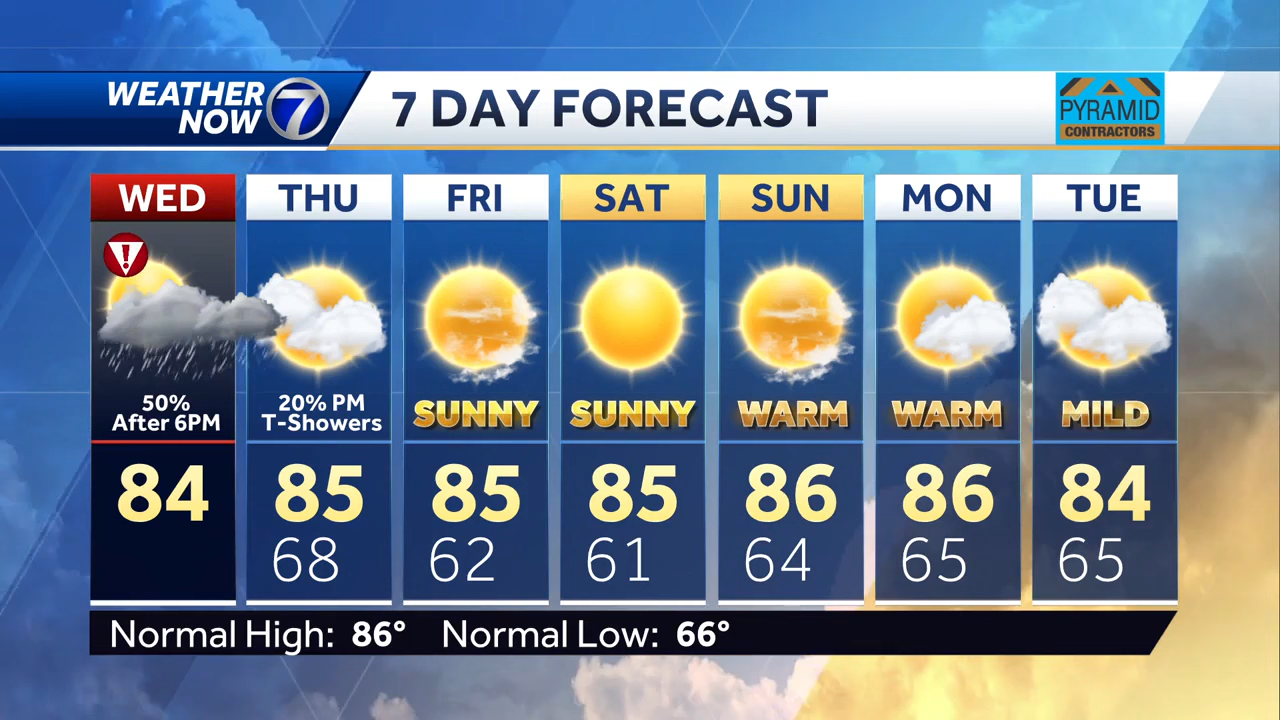 WEATHER
NOW
7
7 DAY FORECAST
PYRAMID
CONTRACTORS
WED
THU
FRI
SAT
SUN
MON
TUE
!
50%
After 6PM
20% PM
T-Showers
SUNNY
SUNNY
WARM
WARM
MILD
84
85
85
85
86
86
84
68
62
61
64
65
65
Normal High: 86° Normal Low: 66°